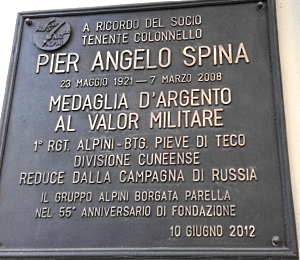 A RICORDO DEL SOCIO
TENENTE COLONNELLO
PIER ANGELO SPINA
23 MAGGIO 1921 - 7 MARZO 2008
MEDAGLIA D'ARGENTO
AL VALOR MILITARE
1° RGT. ALPINI - BTG. PIEVE DI TECO
DIVISIONE CUNEENSE
REDUCE DALLA CAMPAGNA DI RUSSIA
IL GRUPPO ALPINI BORGATA PARELLA
NEL 55° ANNIVERSARIO DI FONDAZIONE
10 GIUGNO 2012